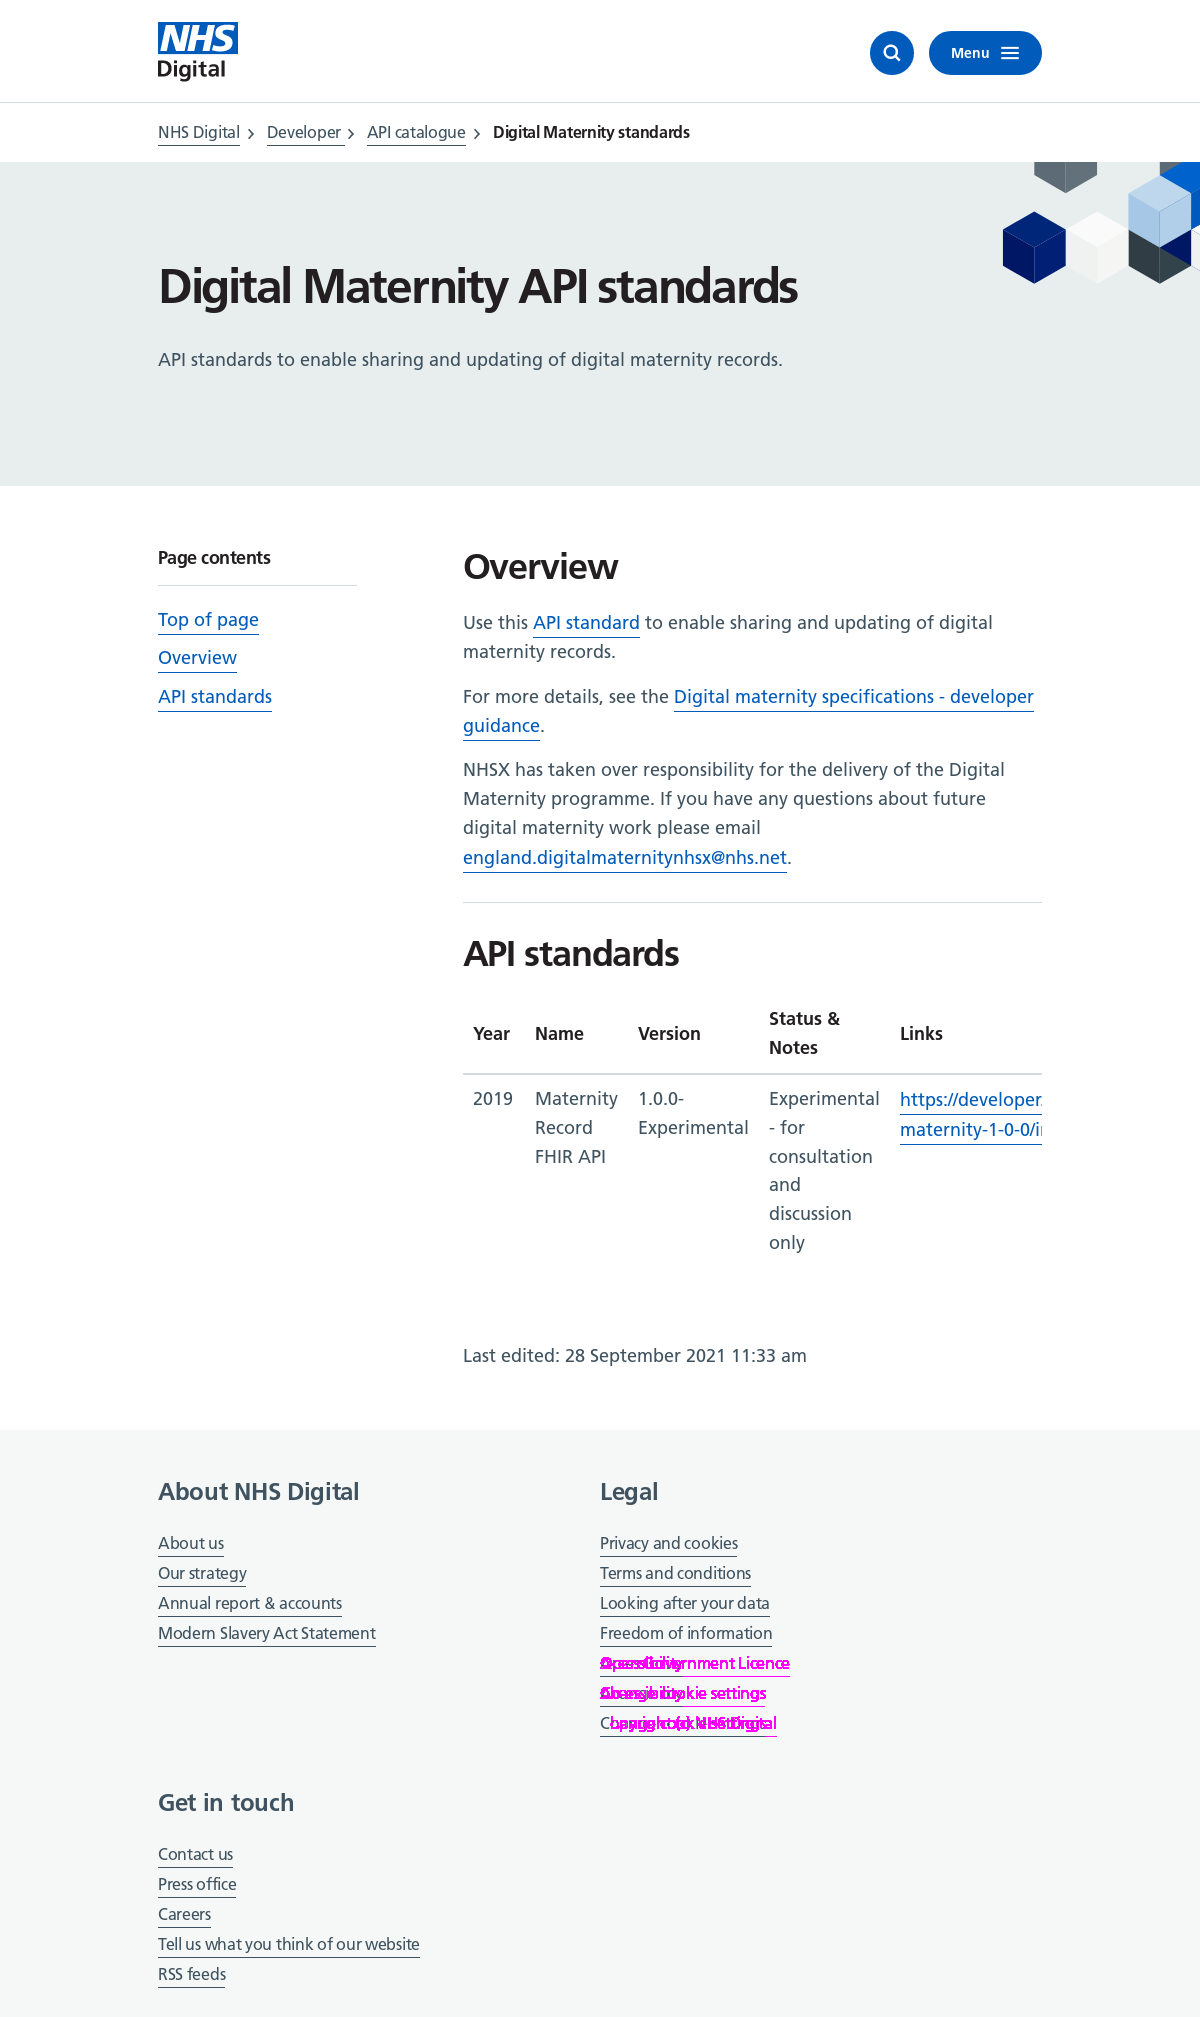 NHS
Digital
Menu
NHS Digital
Developer
API catalogue
Digital Maternity standards
Digital Maternity API standards
API standards to enable sharing and updating of digital maternity records.
Page contents
Top of page
Overview
API standards
Overview
Use this API standard to enable sharing and updating of digital
maternity records.
For more details, see the Digital maternity specifications - developer
guidance.
NHSX has taken over responsibility for the delivery of the Digital
Maternity programme. If you have any questions about future
digital maternity work please email
england.digitalmaternitynhsx@nhs.net.
API standards
Year Name Version Status & Notes Links
2019
Maternity
Record
FHIR API
1.0.0-
Experimental
Experimental
- for
consultation
and
discussion
only
https://developer.
maternity-1-0-0/i
Last edited: 28 September 2021 11:33 am
About NHS Digital
About us
Our strategy
Annual report & accounts
Modern Slavery Act Statement
Legal
Privacy and cookies
Terms and conditions
Looking after your data
Freedom of information
Get in touch
Contact us
Press office
Careers
Tell us what you think of our website
RSS feeds